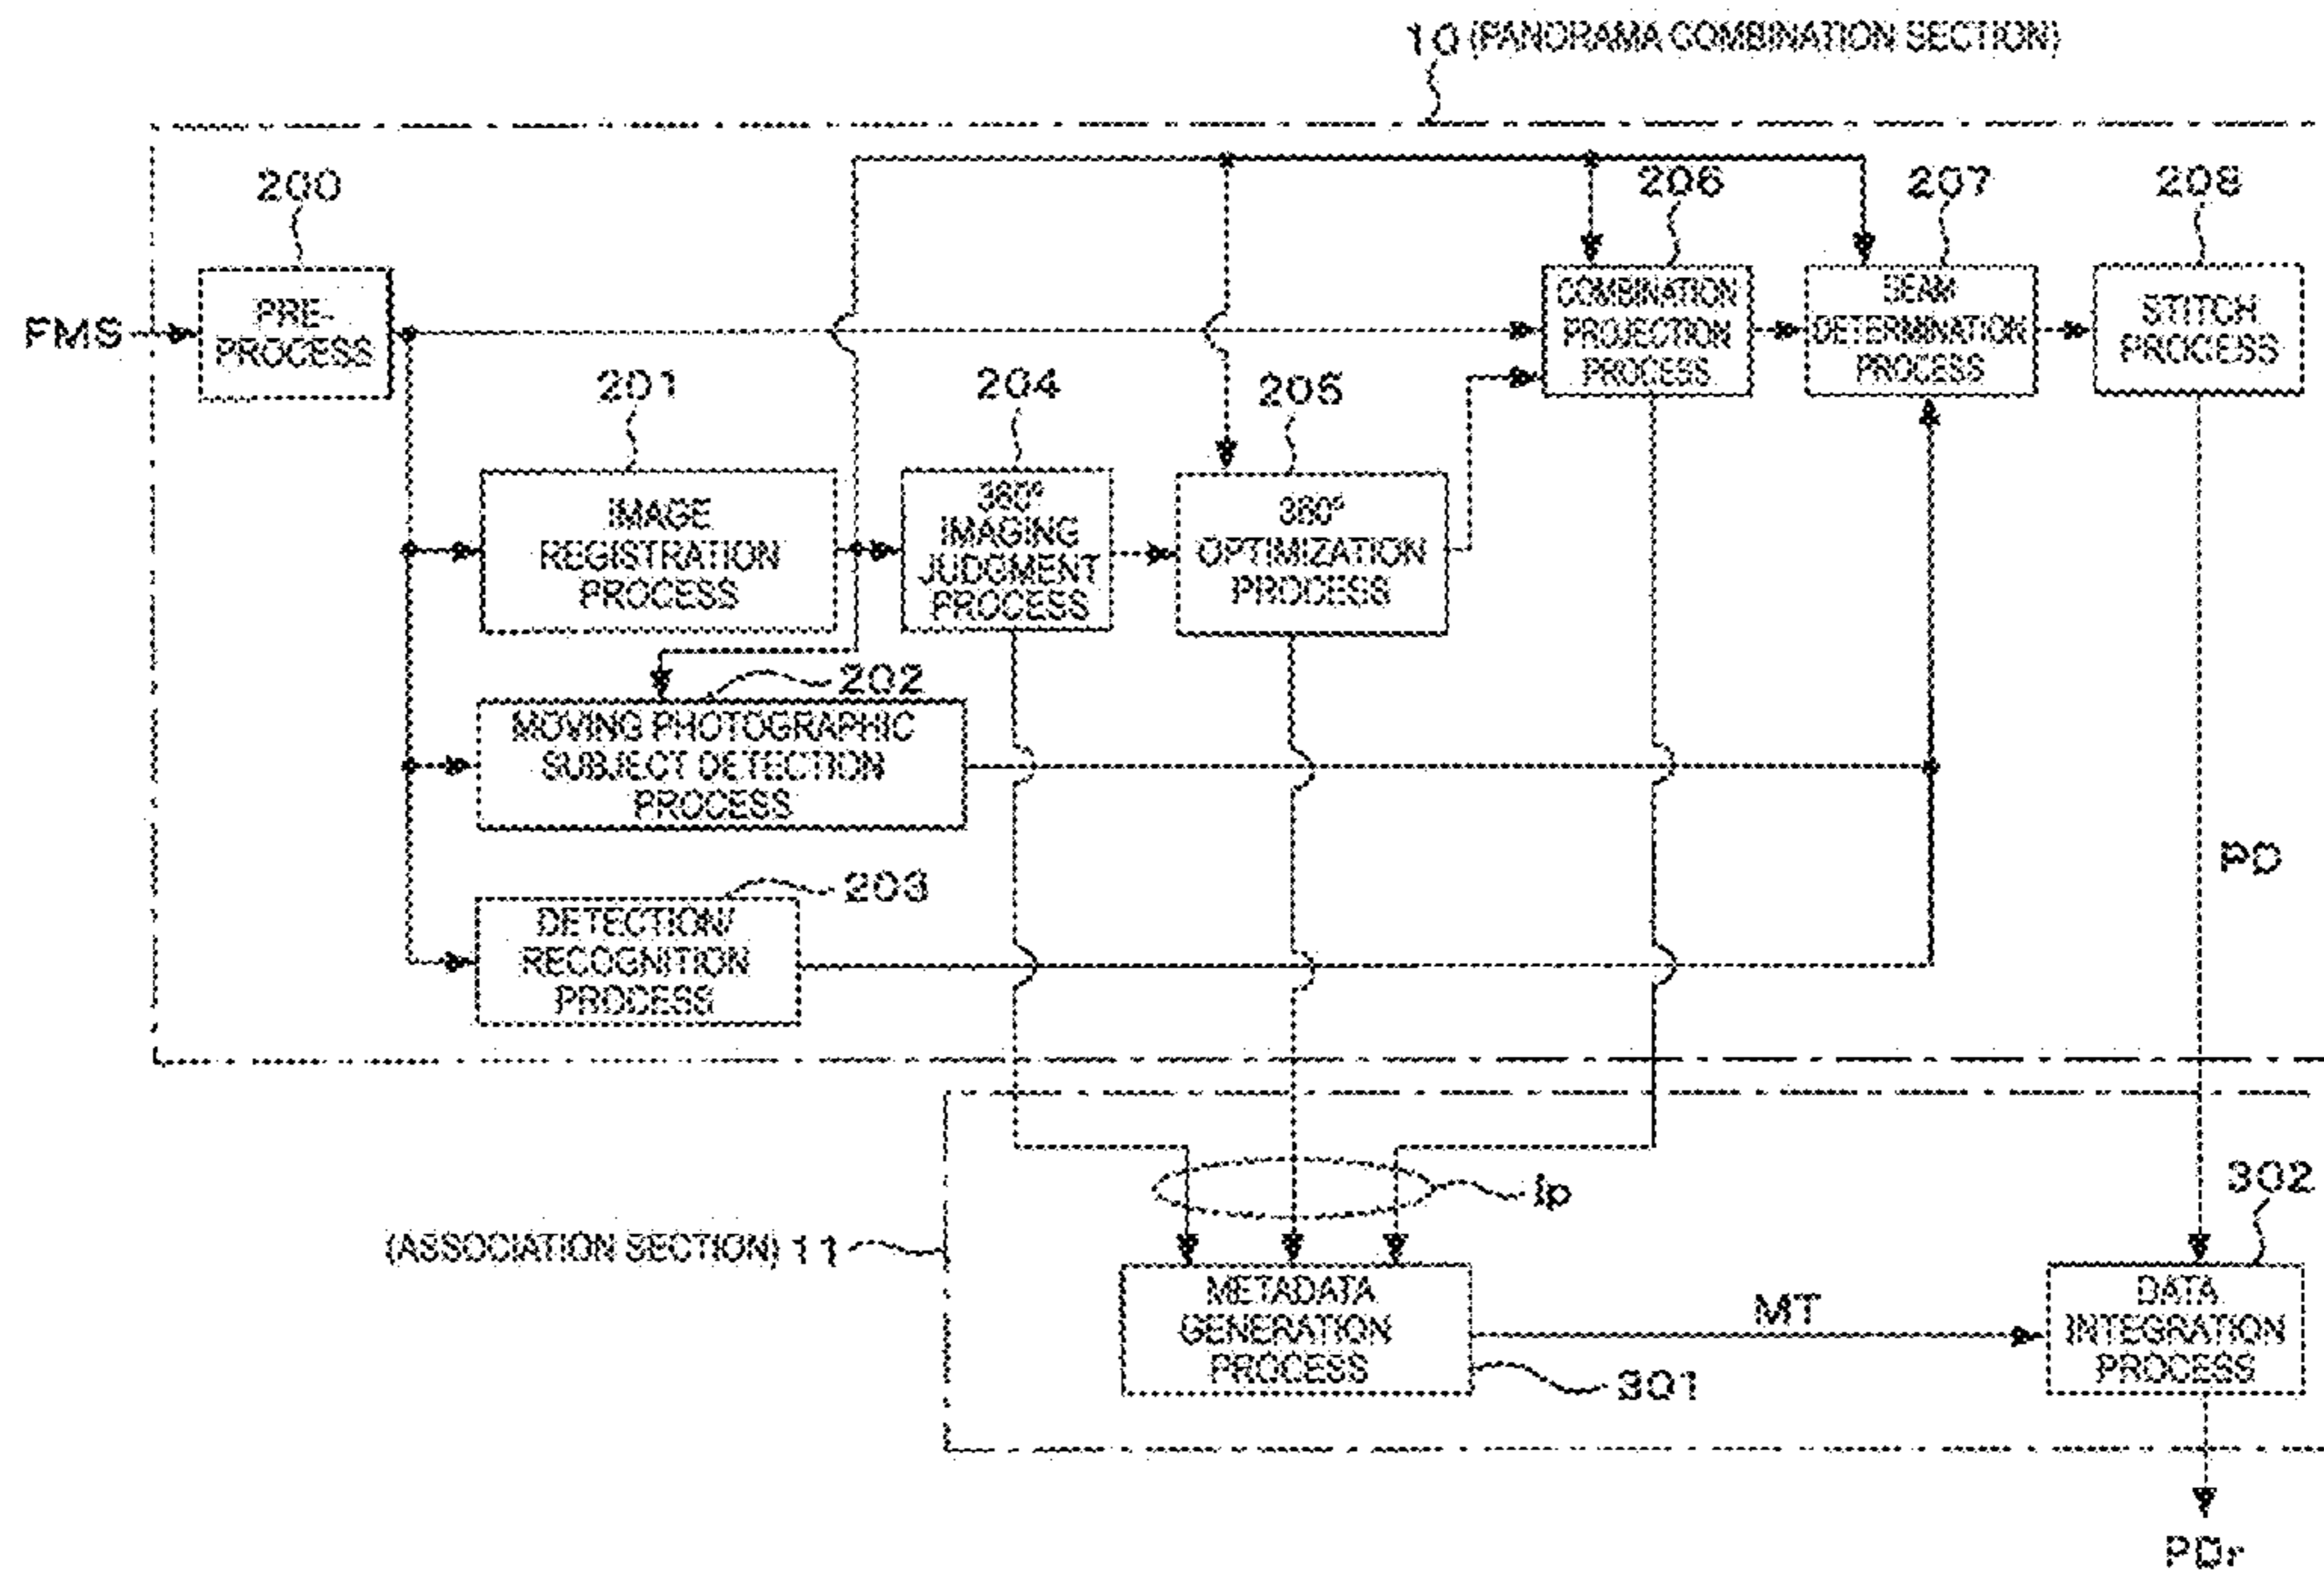 10 (PANORAMA COMBINATION SECTION)
200
206
207
208
FMS
PRE-
PROCESS
COMBINATION
PROJECTION
PROCESS
SEAM
DETERMINATION
PROCESS
STITCH
PROCESS
201
204
205
IMAGE
REGISTRATION
PROCESS
360°
IMAGING
JUDGMENT
PROCESS
360°
OPTIMIZATION
PROCESS
202
MOVING PHOTOGRAPHIC
SUBJECT DETECTION
PROCESS
PD
203
DETECTION/
RECOGNITION
PROCESS
Ip
302
(ASSOCIATION SECTION) 11
METADATA
GENERATION
PROCESS
MT
DATA
INTEGRATION
PROCESS
301
PDr